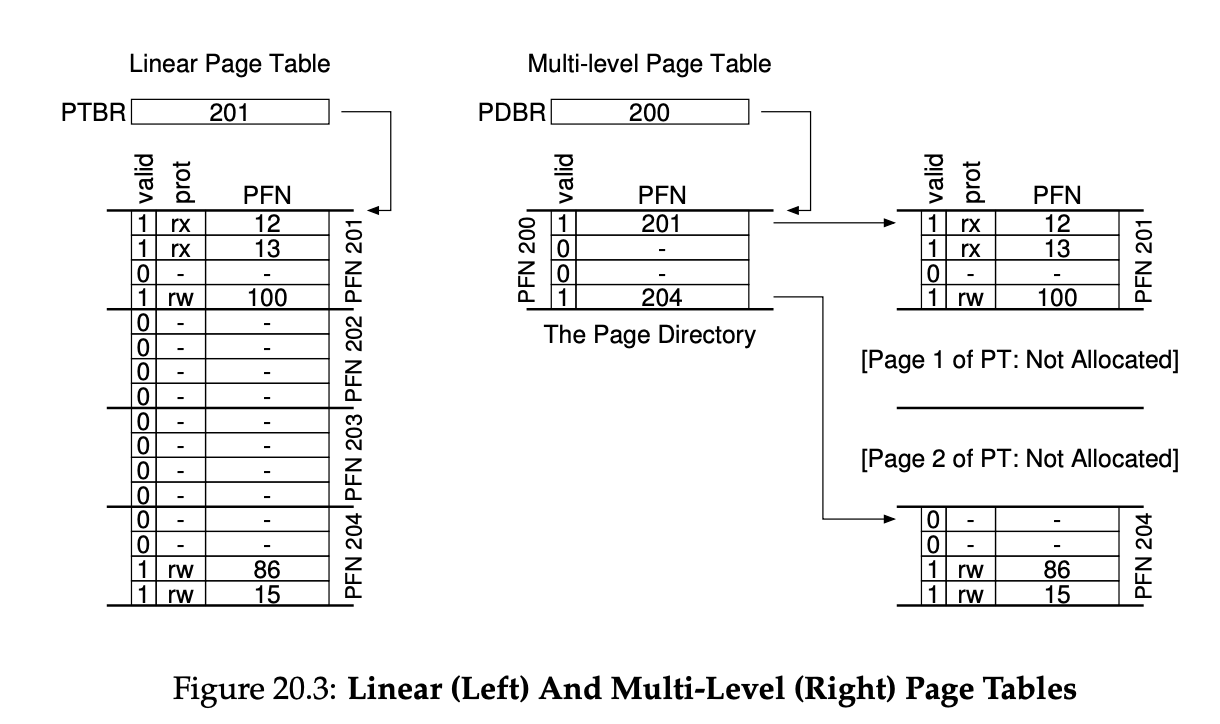 Linear Page Table
PTBR 201
valid prot PFN
1 rx 12
1 rx 13
0 - -
1 rw 100
PFN 201
0 - -
0 - -
0 - -
0 - -
PFN 202
0 - -
0 - -
0 - -
0 - -
PFN 203
0 - -
0 - -
1 rw 86
1 rw 15
PFN 204
Multi-level Page Table
PDBR 200
valid PFN
PFN 200
1 201
0 -
0 -
1 204
The Page Directory
valid prot PFN
1 rx 12
1 rx 13
0 - -
1 rw 100
PFN 201
[Page 1 of PT: Not Allocated]
[Page 2 of PT: Not Allocated]
0 - -
0 - -
1 rw 86
1 rw 15
PFN 204
Figure 20.3: Linear (Left) And Multi-Level (Right) Page Tables